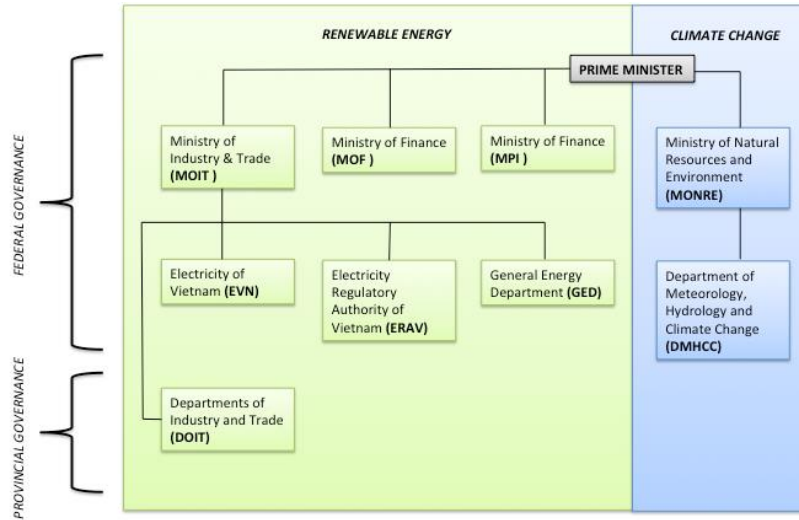 RENEWABLE ENERGY
CLIMATE CHANGE
PRIME MINISTER
FEDERAL GOVERNANCE
Ministry of
Industry & Trade
(MOIT )
Ministry of Finance
(MOF )
Ministry of Finance
(MPI )
Ministry of Natural
Resources and
Environment
(MONRE)
Electricity of
Vietnam (EVN)
Electricity
Regulatory
Authority of
Vietnam (ERAV)
General Energy
Department (GED)
Department of
Meteorology,
Hydrology and
Climate Change
(DMHCC)
PROVINCIAL GOVERNANCE
Departments of
Industry and Trade
(DOIT)